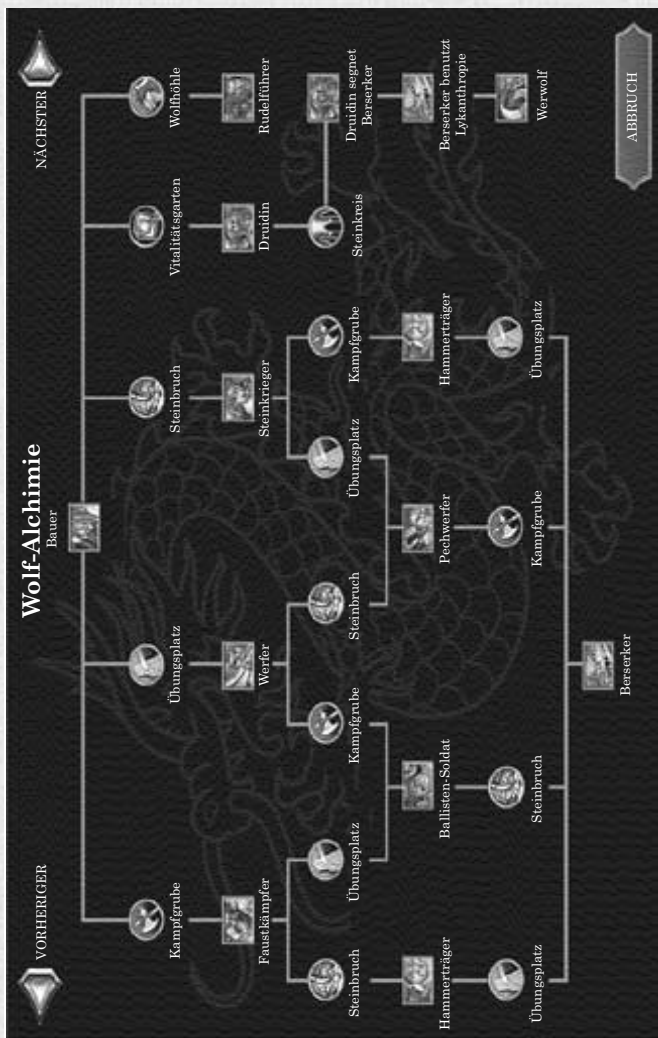 VORHERIGER
NÄCHSTER
Wolf-Alchimie
Bauer
Kampfgrube
Übungsplatz
Steinbruch
Vitalitätsgarten
Wolfhöhle
Faustkämpfer
Werfer
Steinkrieger
Druidin
Rudelführer
Steinbruch
Übungsplatz
Kampfgrube
Steinbruch
Übungsplatz
Kampfgrube
Steinkreis
Druidin segnet
Berserker
Hammerträger
Ballisten-Soldat
Pechwerfer
Hammerträger
Berserker benutzt
Lykanthropie
Übungsplatz
Steinbruch
Kampfgrube
Übungsplatz
Werwolf
Berserker
ABBRUCH